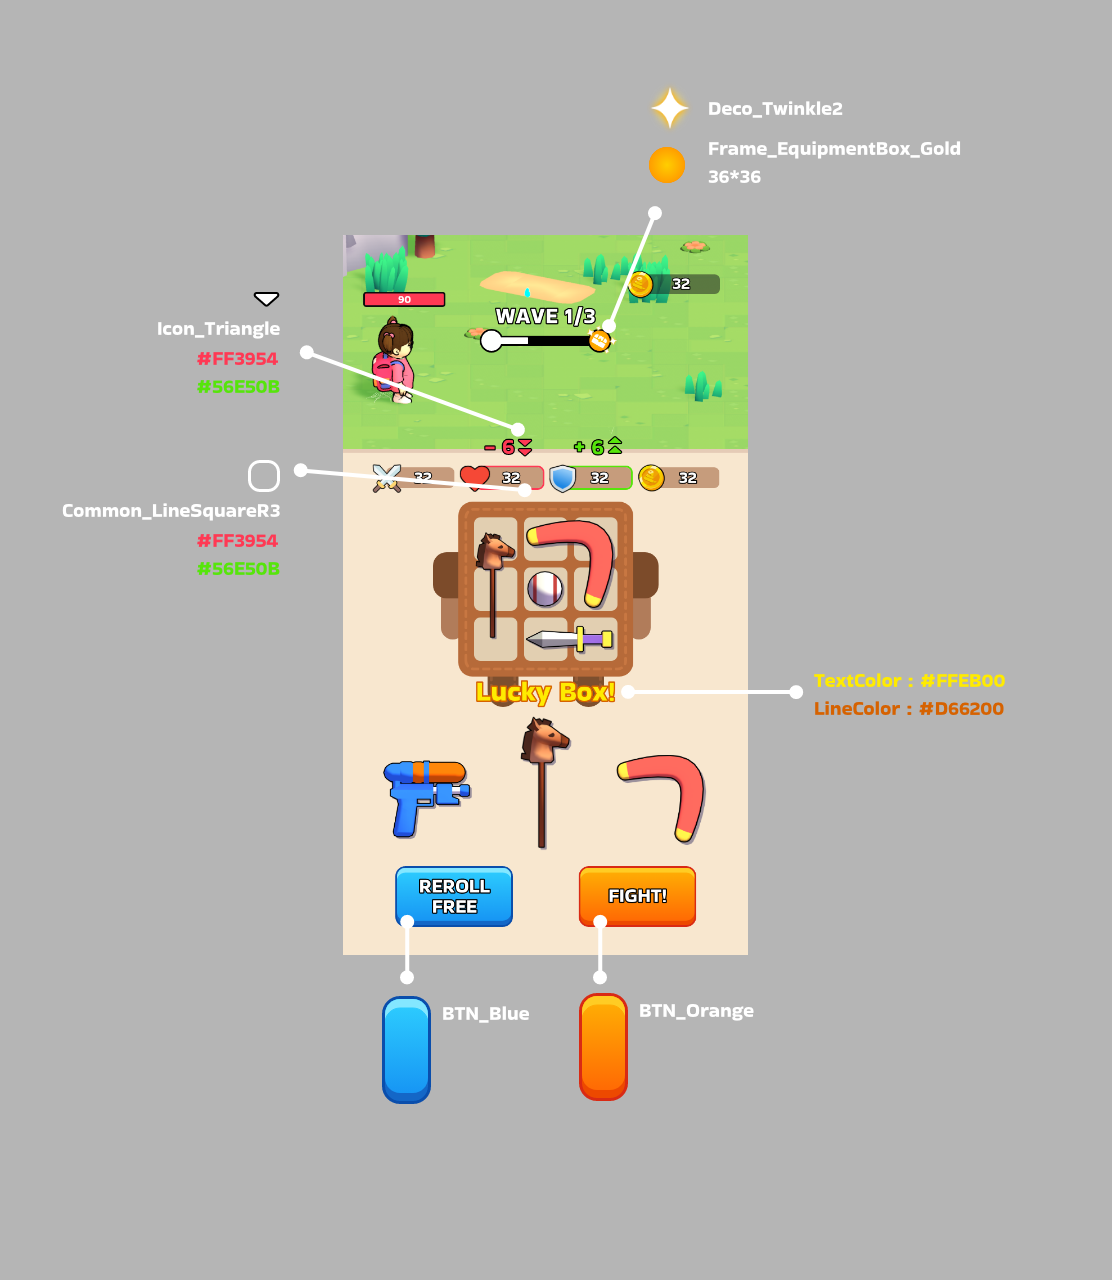 Deco_Twinkle2
Frame_EquipmentBox_Gold
36*36
32
90
WAVE 1/3
Icon_Triangle
#FF3954
#56E50B
- 6
+ 6
32
32
32
32
Common_LineSquareR3
#FF3954
#56E50B
Lucky Box!
TextColor : #FFEB00
LineColor : #D66200
REROLL
FREE
FIGHT!
BTN_Blue
BTN_Orange